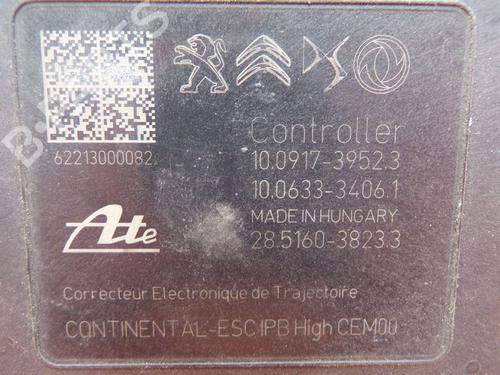 62213000082
Controller
10.0917-3952.3
10.0633-3406.1
MADE IN HUNGARY
28.5160-3823.3
Ate
Correcteur Electronique de Trajectoire
CONTINENTAL-ESC IPB High CEM00